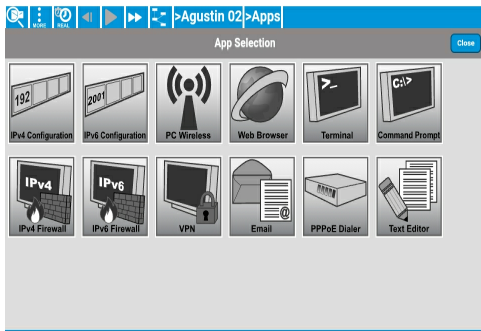 MORE REAL >Agustin 02 >Apps
App Selection Close
192 2001 >_ C:\>
IPv4 Configuration IPv6 Configuration PC Wireless Web Browser Terminal Command Prompt
IPv4 IPv6 @
IPv4 Firewall IPv6 Firewall VPN Email PPPoE Dialer Text Editor